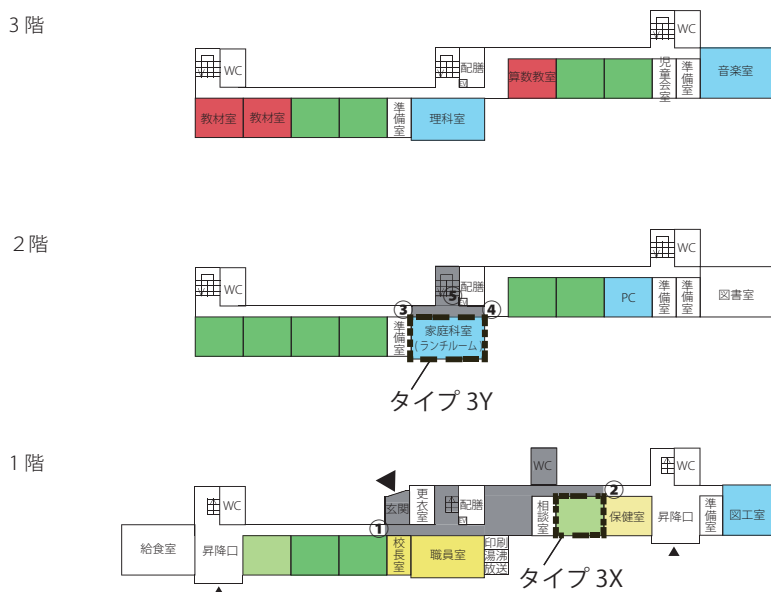 3 階
WC
配膳
WC
教材室
教材室
準備室
理科室
算数教室
児童会室
準備室
音楽室
2 階
WC
配膳
WC
⑤
③
④
準備室
家庭科室
(ランチルーム)
PC
準備室
準備室
図書室
タイプ 3Y
1 階
WC
玄関
更衣室
配膳
WC
WC
①
②
給食室
昇降口
校長室
職員室
印刷
湯沸
放送
相談室
保健室
昇降口
準備室
図工室
タイプ 3X